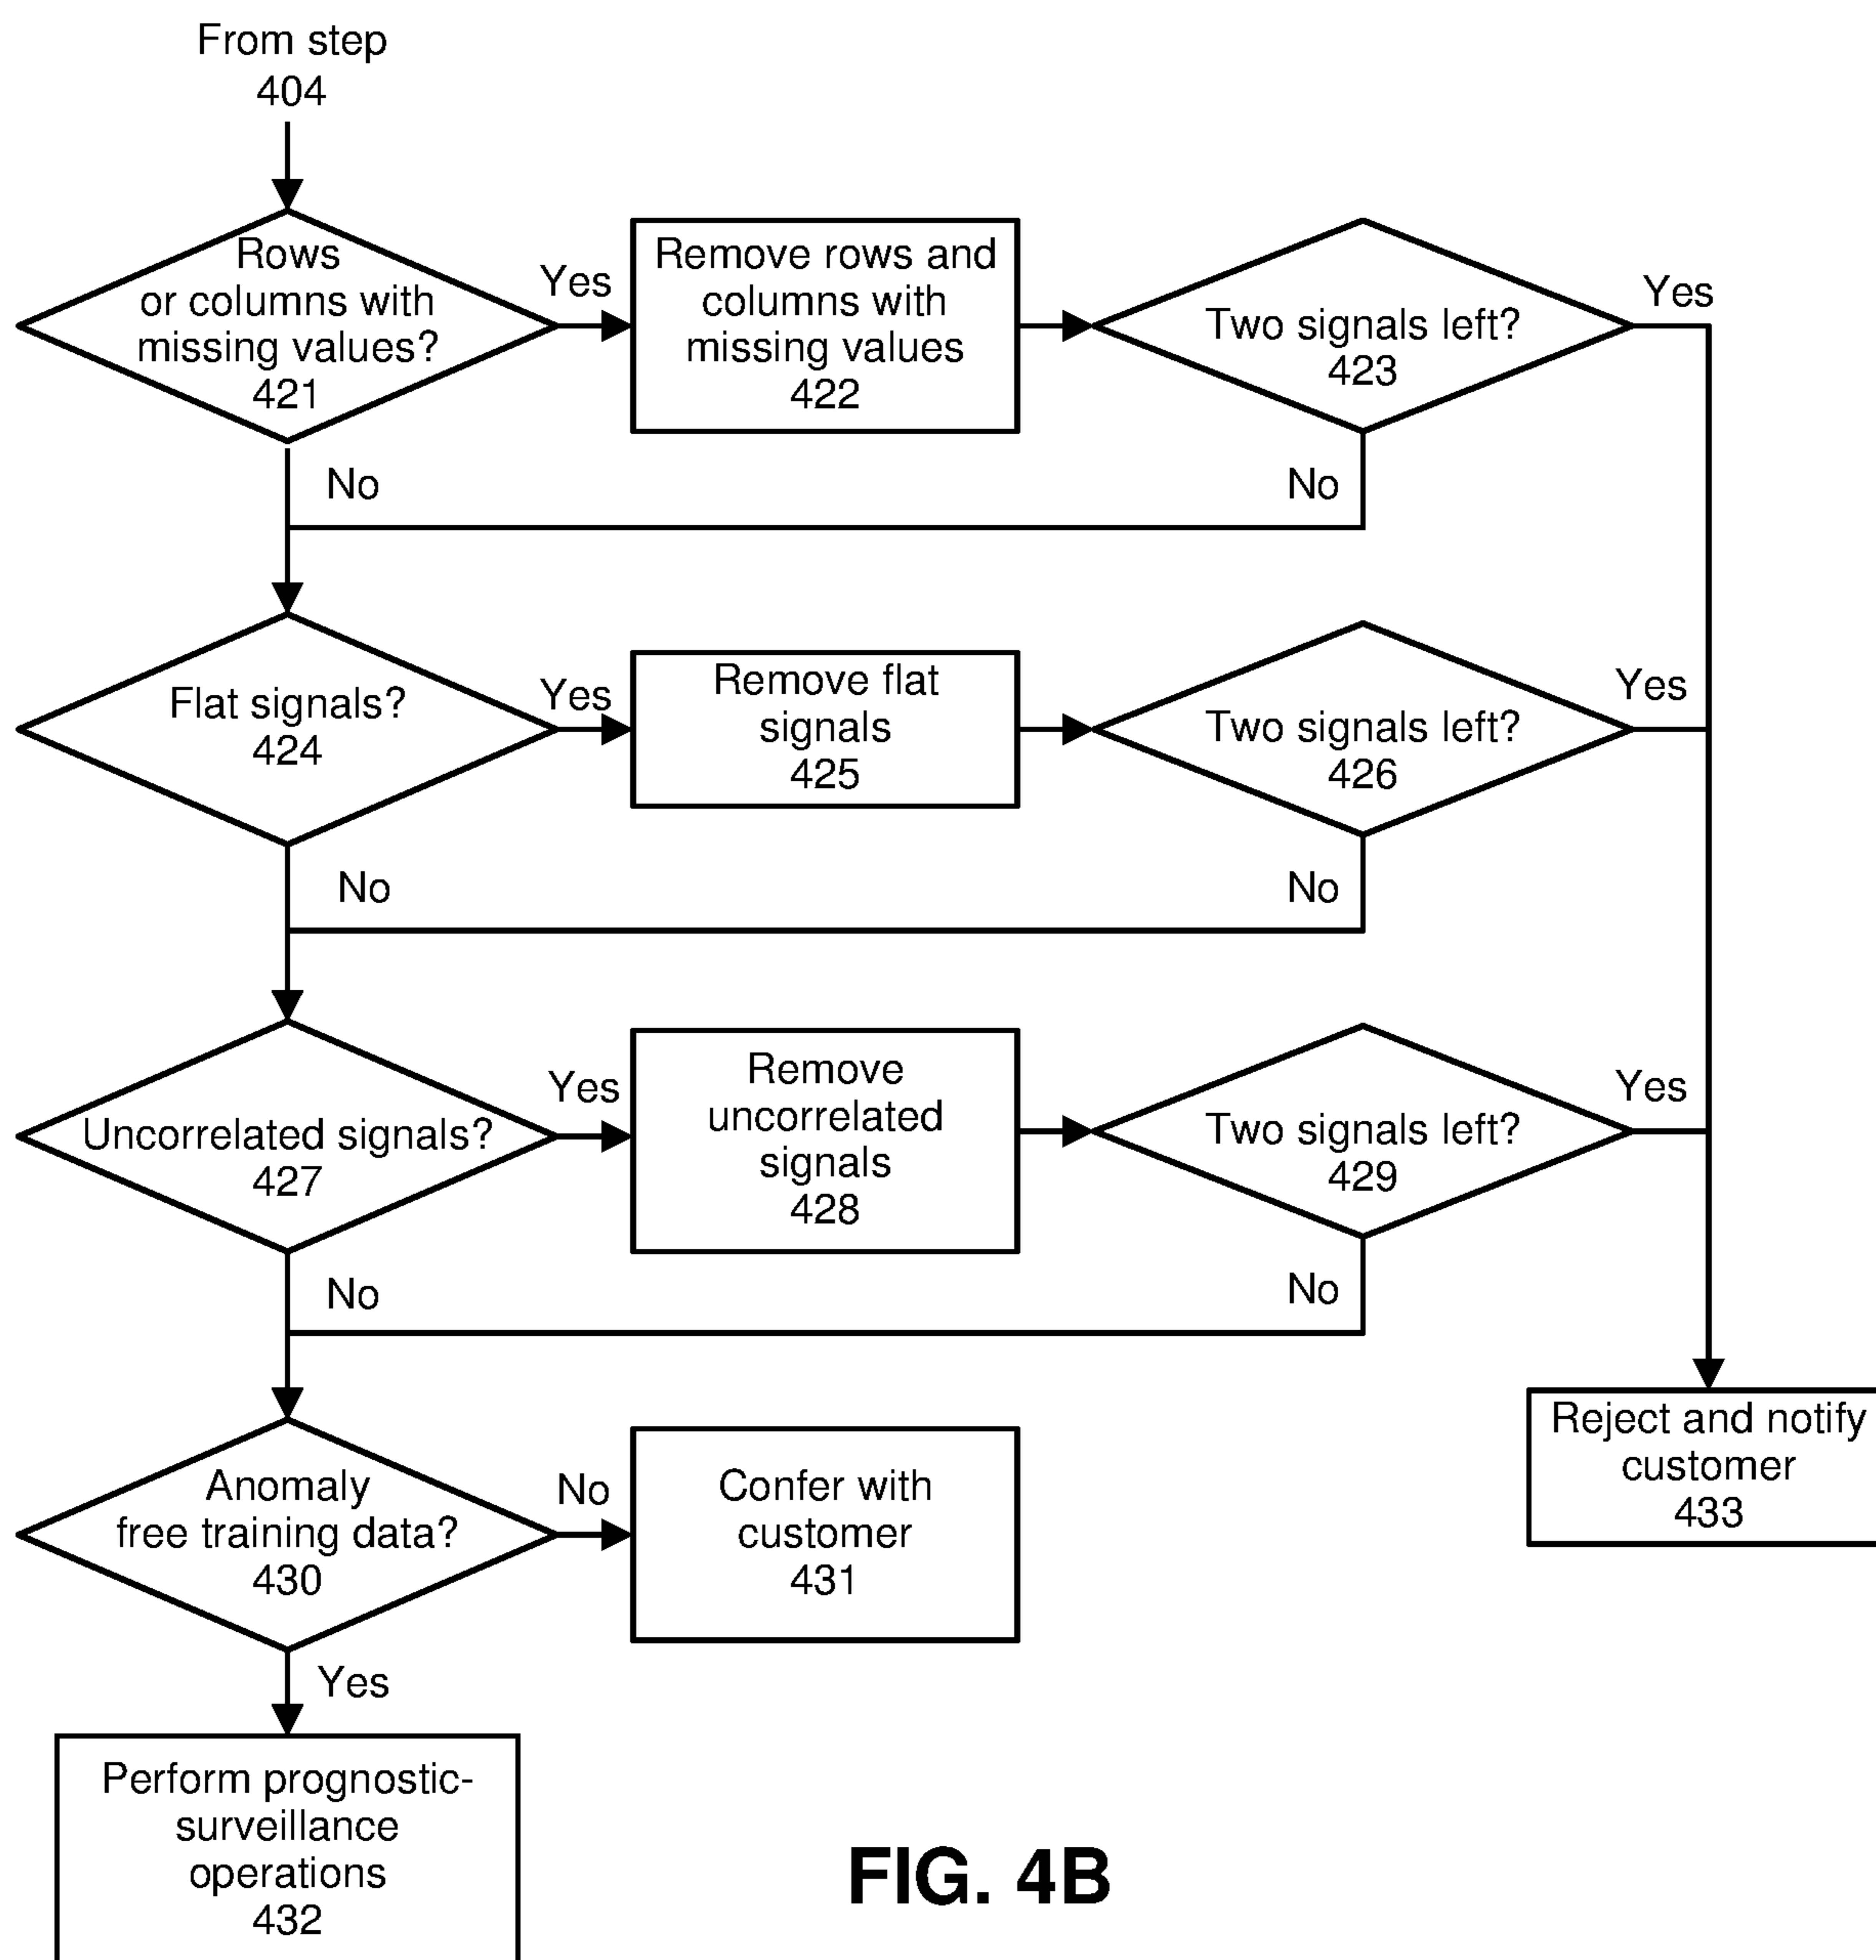 From step
404
Rows
or columns with
missing values?
421
Yes
Remove rows and
columns with
missing values
422
Two signals left?
423
Yes
No
No
Flat signals?
424
Yes
Remove flat
signals
425
Two signals left?
426
Yes
No
No
Uncorrelated signals?
427
Yes
Remove
uncorrelated
signals
428
Two signals left?
429
Yes
No
No
Anomaly
free training data?
430
No
Confer with
customer
431
Reject and notify
customer
433
Yes
Perform prognostic-
surveillance
operations
432
FIG. 4B